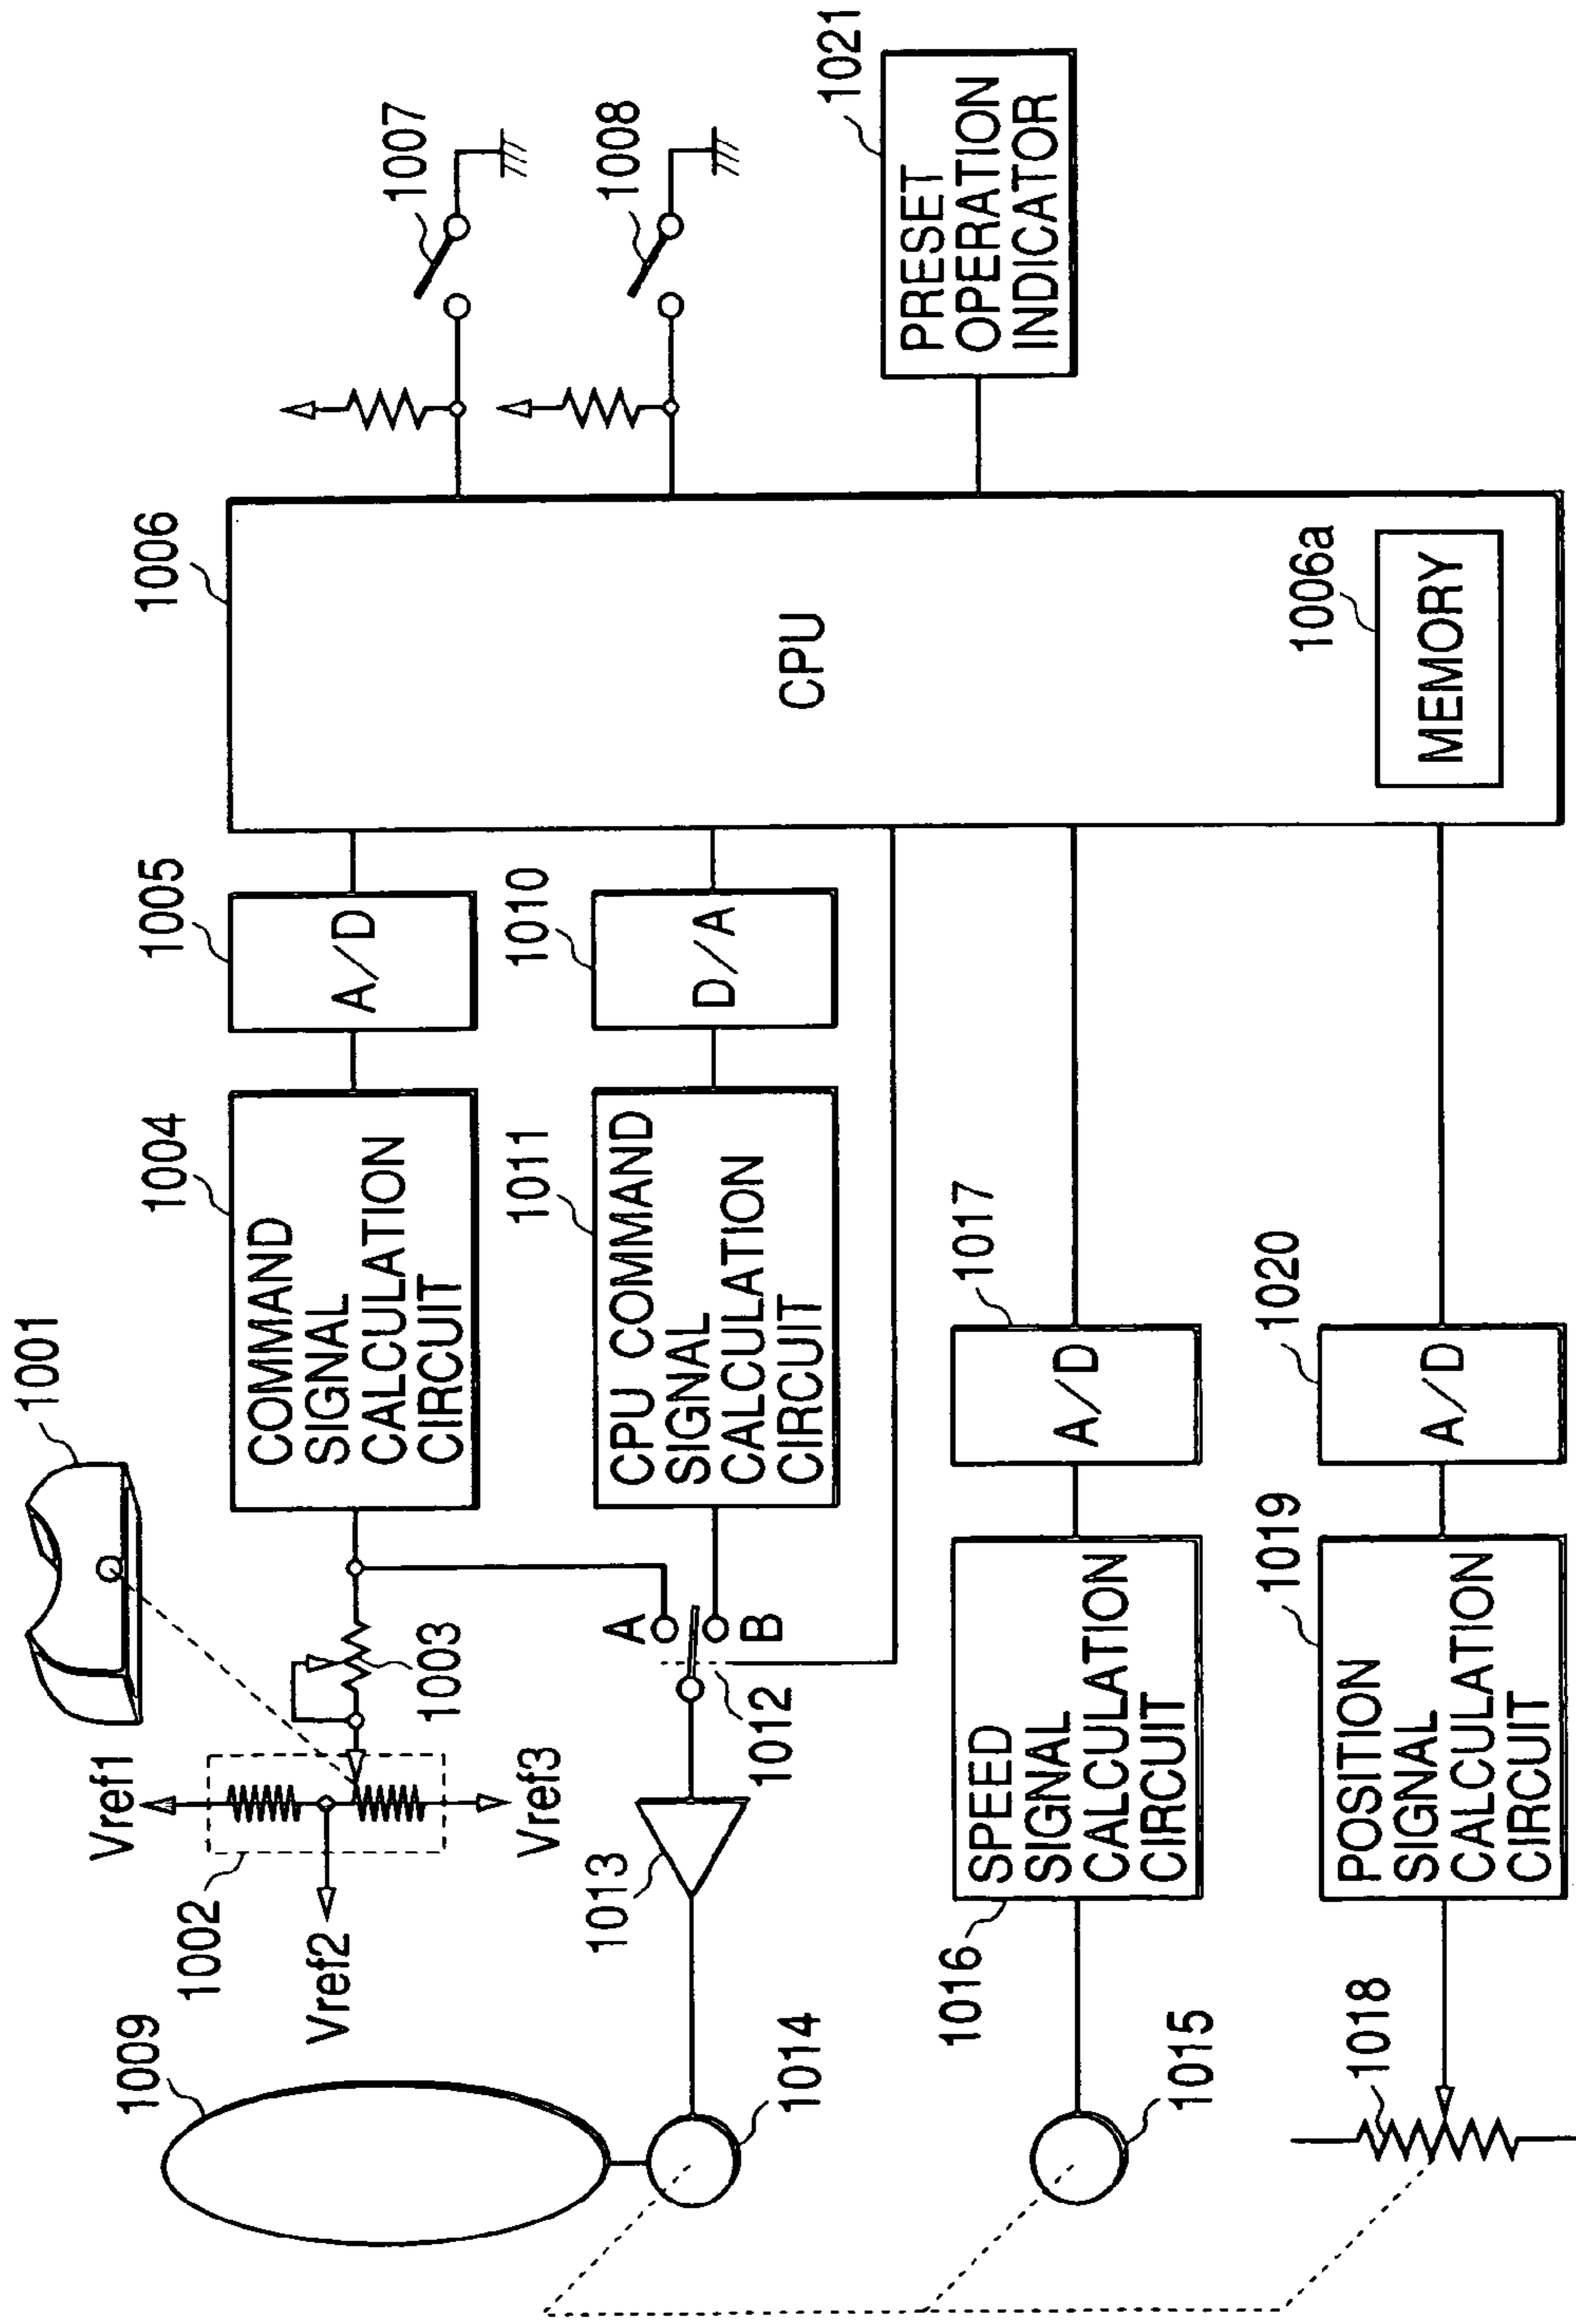 1001
Vref1
1002
Vref2
Vref3
1003
1004
COMMAND
SIGNAL
CALCULATION
CIRCUIT
1005
A/D
1006
CPU
1006a
MEMORY
1007
1008
1009
1010
D/A
1011
CPU COMMAND
SIGNAL
CALCULATION
CIRCUIT
A
B
1012
1013
1014
1015
1016
SPEED
SIGNAL
CALCULATION
CIRCUIT
1017
A/D
1018
1019
POSITION
SIGNAL
CALCULATION
CIRCUIT
1020
A/D
1021
PRESET
OPERATION
INDICATOR